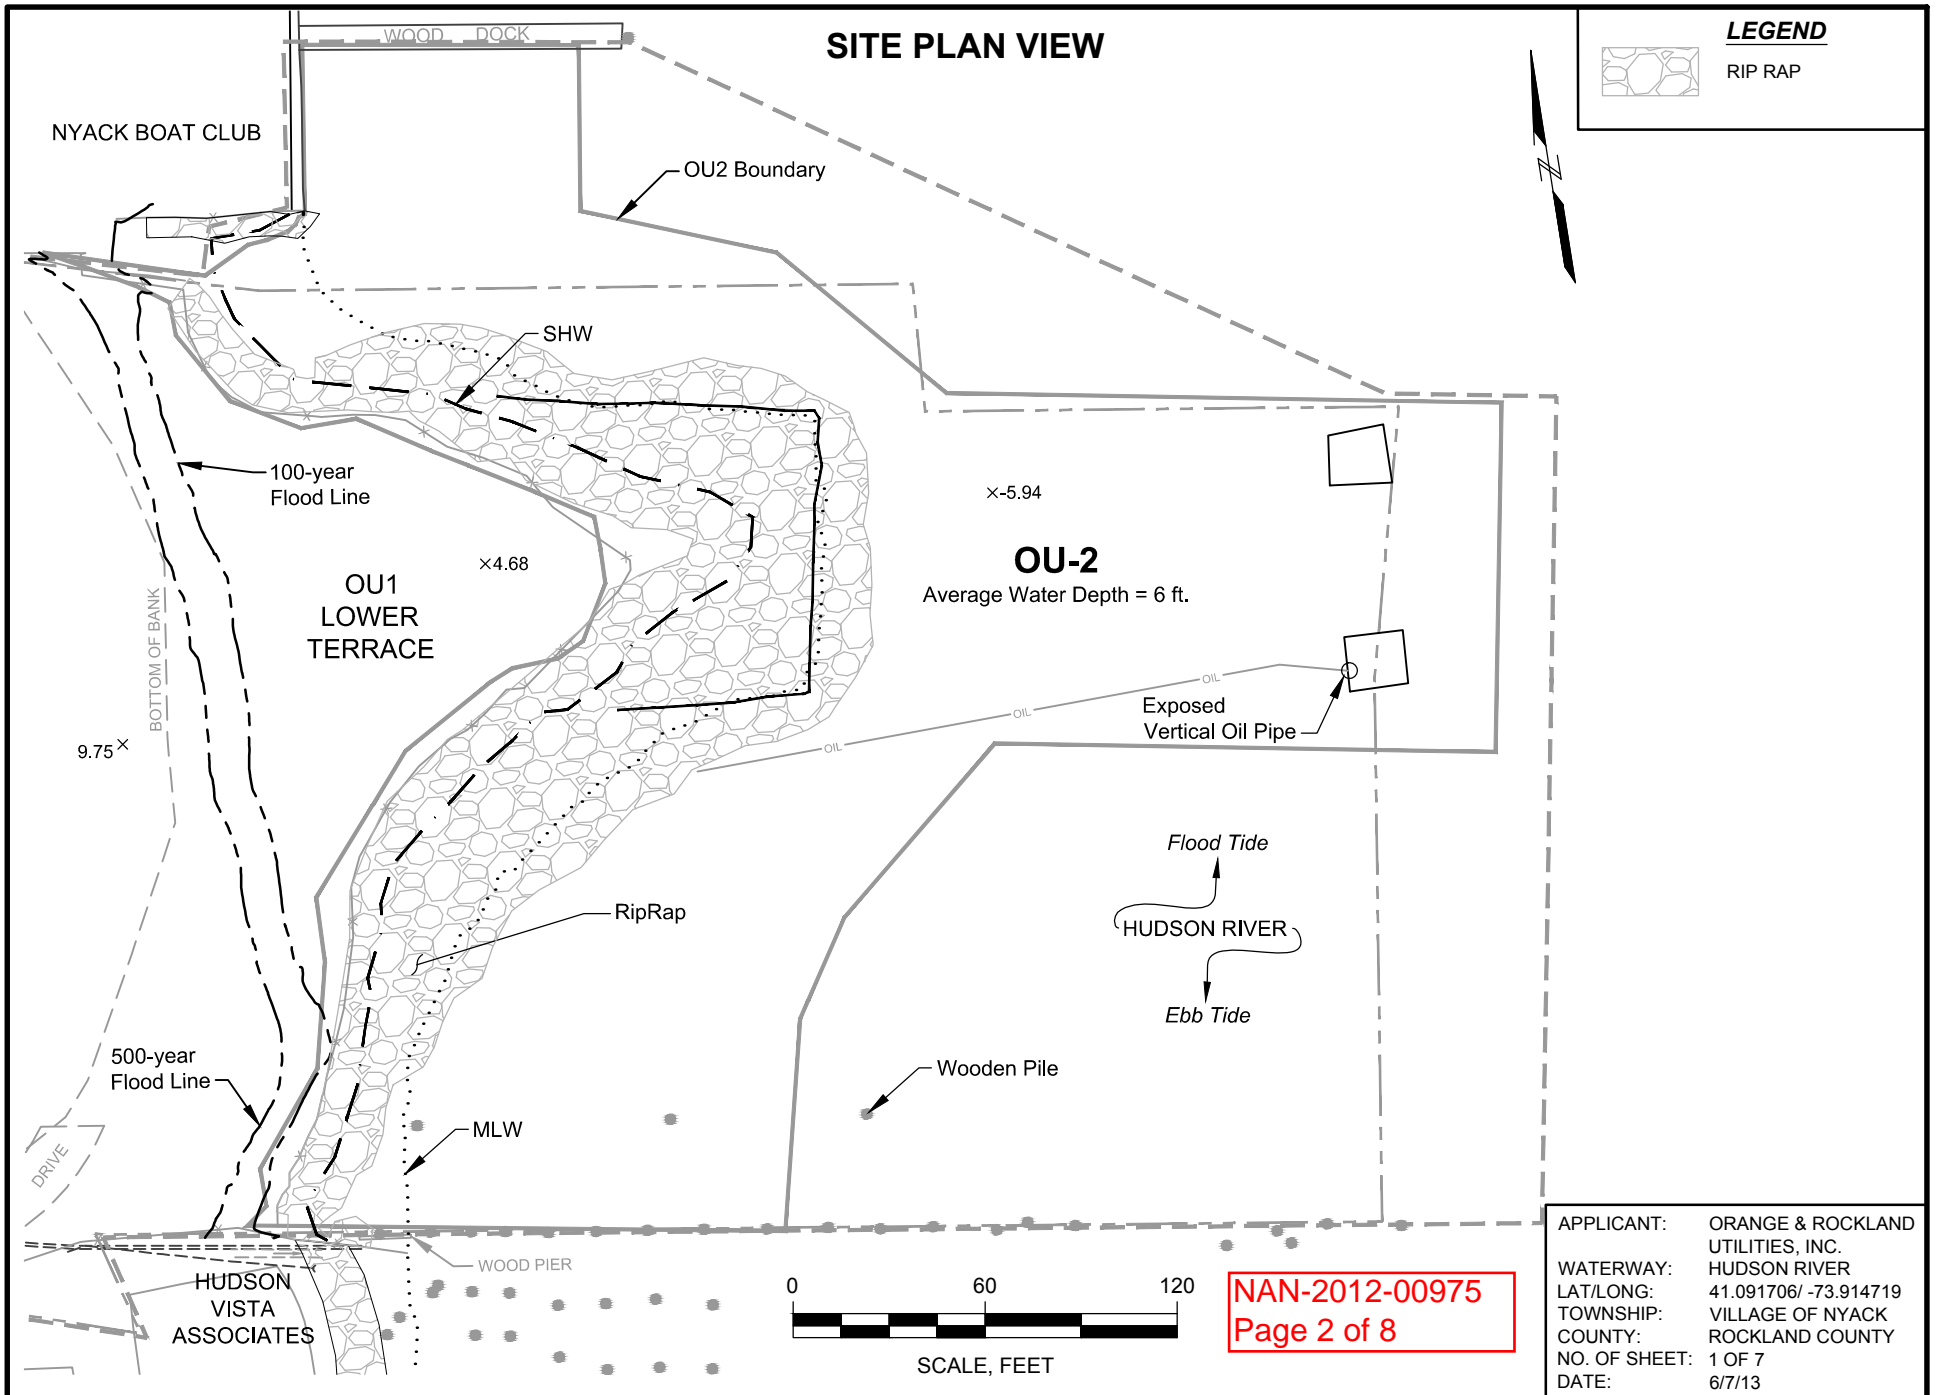 SITE PLAN VIEW
LEGEND
RIP RAP
WOOD DOCK
NYACK BOAT CLUB
OU2 Boundary
N
SHW
100-year
Flood Line
×-5.94
×4.68
OU-2
Average Water Depth = 6 ft.
OU1
LOWER
TERRACE
BOTTOM OF BANK
9.75×
OIL
OIL
OIL
Exposed
Vertical Oil Pipe
Flood Tide
HUDSON RIVER
Ebb Tide
RipRap
500-year
Flood Line
Wooden Pile
MLW
DRIVE
WOOD PIER
HUDSON
VISTA
ASSOCIATES
0 60 120
SCALE, FEET
NAN-2012-00975
Page 2 of 8
APPLICANT: ORANGE & ROCKLAND
UTILITIES, INC.
WATERWAY: HUDSON RIVER
LAT/LONG: 41.091706/ -73.914719
TOWNSHIP: VILLAGE OF NYACK
COUNTY: ROCKLAND COUNTY
NO. OF SHEET: 1 OF 7
DATE: 6/7/13